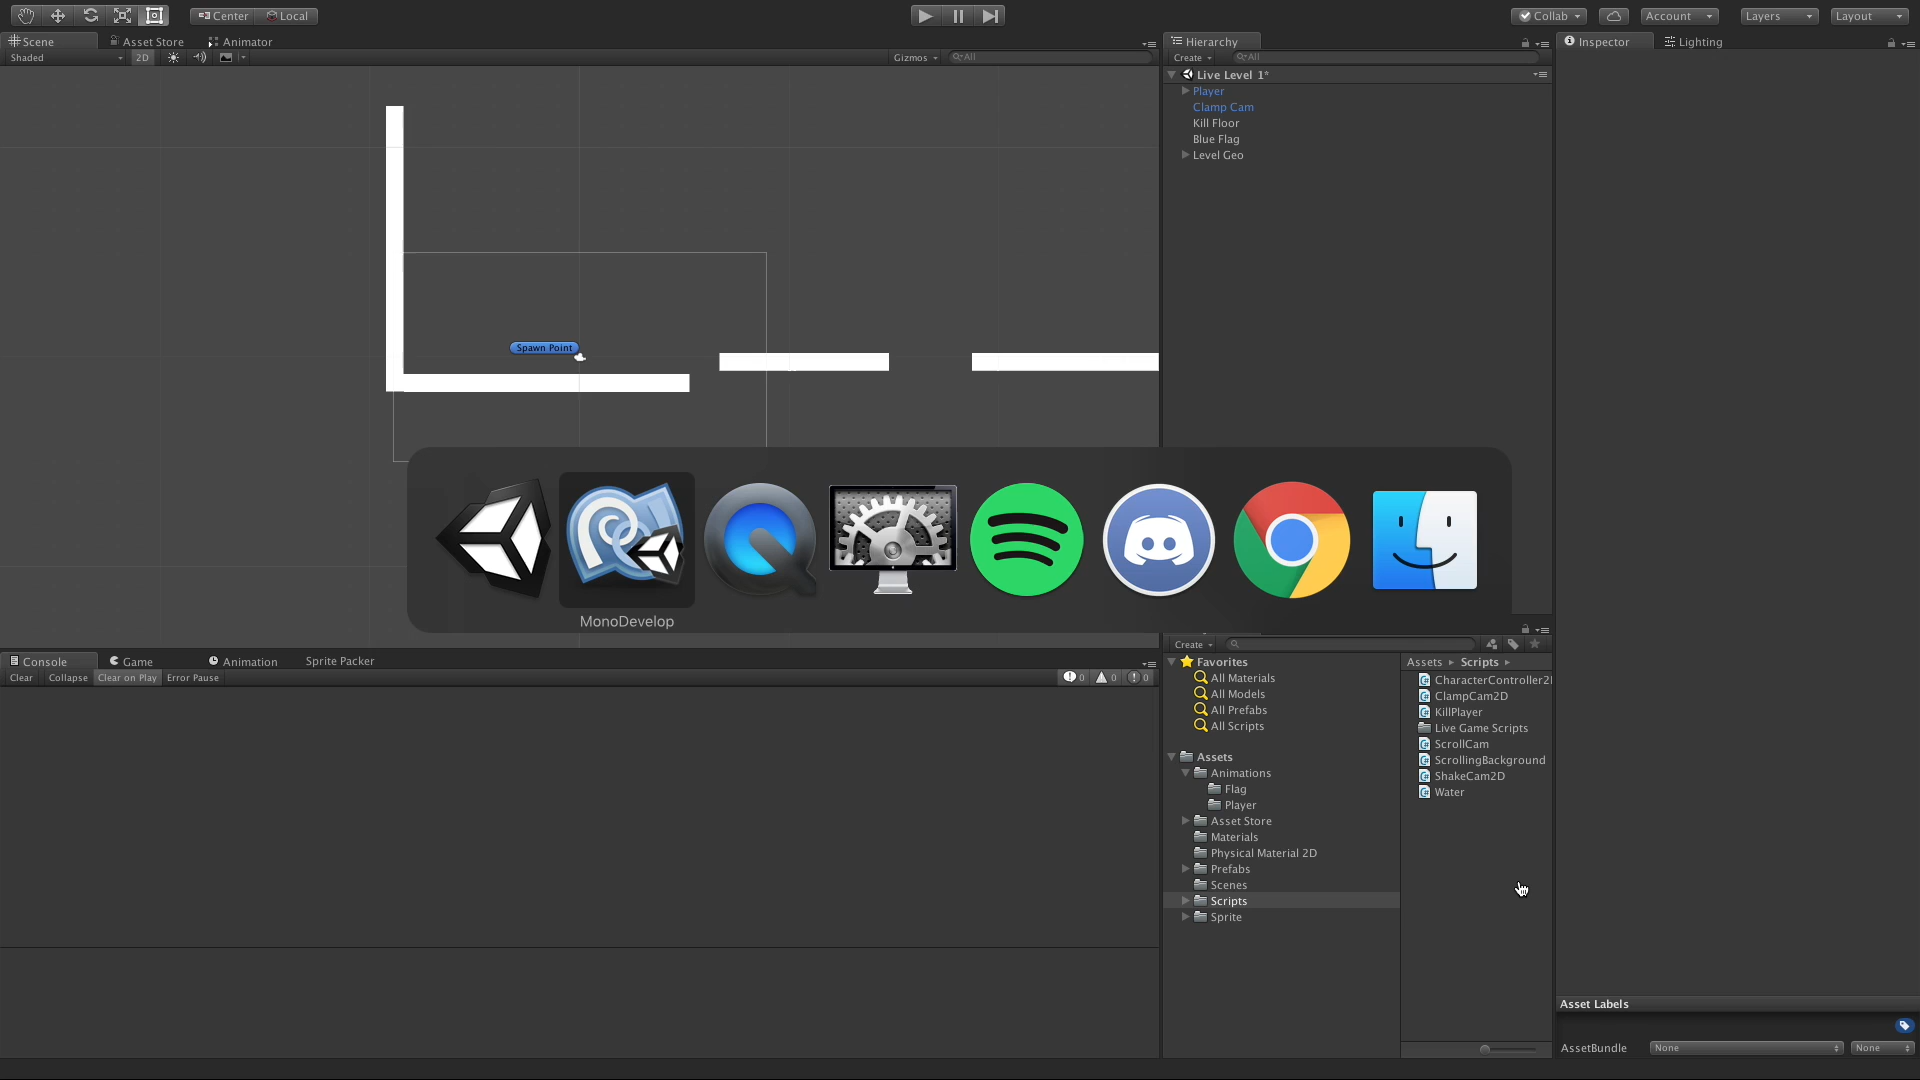 Center
Local
Collab
Account
Layers
Layout
Scene
Asset Store
Animator
Hierarchy
Inspector
Lighting
Shaded
2D
Gizmos
All
Create
All
Live Level 1*
Player
Clamp Cam
Kill Floor
Blue Flag
Level Geo
Spawn Point
MonoDevelop
Create
Console
Game
Animation
Sprite Packer
Clear
Collapse
Clear on Play
Error Pause
0
0
0
Favorites
All Materials
All Models
All Prefabs
All Scripts
Assets
Animations
Flag
Player
Asset Store
Materials
Physical Material 2D
Prefabs
Scenes
Scripts
Sprite
Assets
Scripts
CharacterController2
ClampCam2D
KillPlayer
Live Game Scripts
ScrollCam
ScrollingBackground
ShakeCam2D
Water
Asset Labels
AssetBundle
None
None